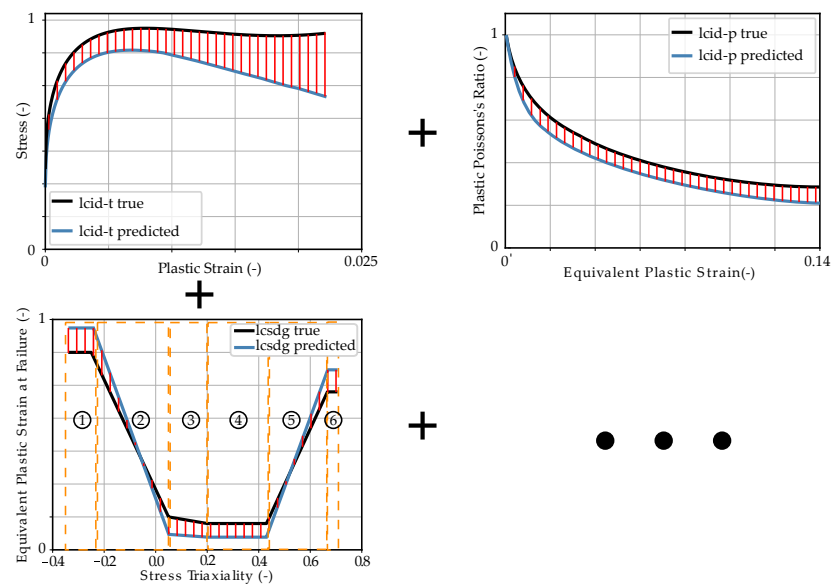 1
Stress (-)
lcid-t true
lcid-t predicted
0
0
Plastic Strain (-)
0.025
+
1
Plastic Poissons's Ratio (-)
lcid-p true
lcid-p predicted
0
0'
Equivalent Plastic Strain(-)
0.14
+
1
Equivalent Plastic Strain at Failure (-)
lcsdg true
lcsdg predicted
1 2 3 4 5 6
0
−0.4 −0.2 0.0 0.2 0.4 0.6 0.8
Stress Triaxiality (-)
+
● ● ●